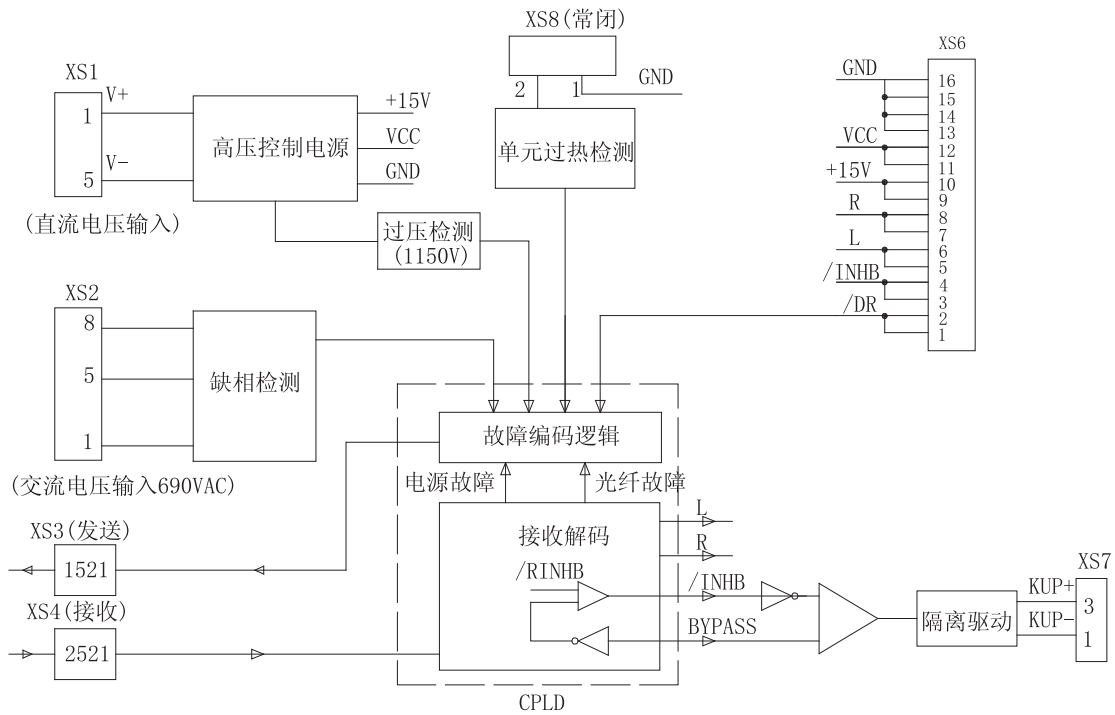 XS8(常闭)
2
1
GND
单元过热检测
XS1
1
V+
5
V-
高压控制电源
+15V
VCC
GND
(直流电压输入)
过压检测
(1150V)
XS6
GND
16
15
14
13
VCC
12
11
+15V
10
9
R
8
7
L
6
5
/INHB
4
3
/DR
2
1
XS2
8
5
1
缺相检测
(交流电压输入690VAC)
故障编码逻辑
电源故障
光纤故障
接收解码
L
R
/RINHB
/INHB
BYPASS
CPLD
XS3(发送)
1521
XS4(接收)
2521
隔离驱动
KUP+
KUP-
XS7
3
1